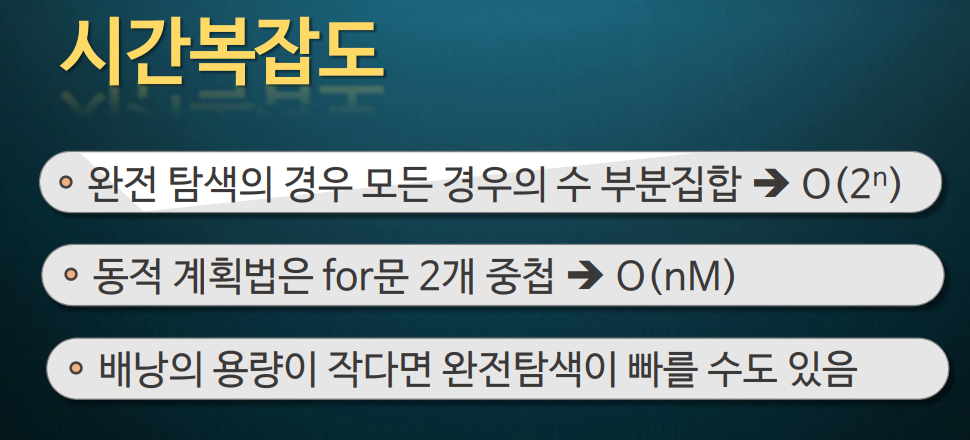 시간복잡도
완전 탐색의 경우 모든 경우의 수 부분집합 ➔ O(2ⁿ)
동적 계획법은 for문 2개 중첩 ➔ O(nM)
배낭의 용량이 작다면 완전탐색이 빠를 수도 있음